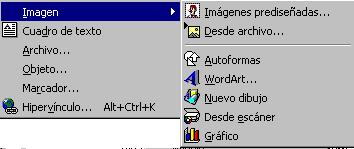 Imagen
Cuadro de texto
Archivo...
Objeto...
Marcador...
Hipervínculo... Alt+Ctrl+K
Imágenes prediseñadas...
Desde archivo...
Autoformas
WordArt...
Nuevo dibujo
Desde escáner
Gráfico